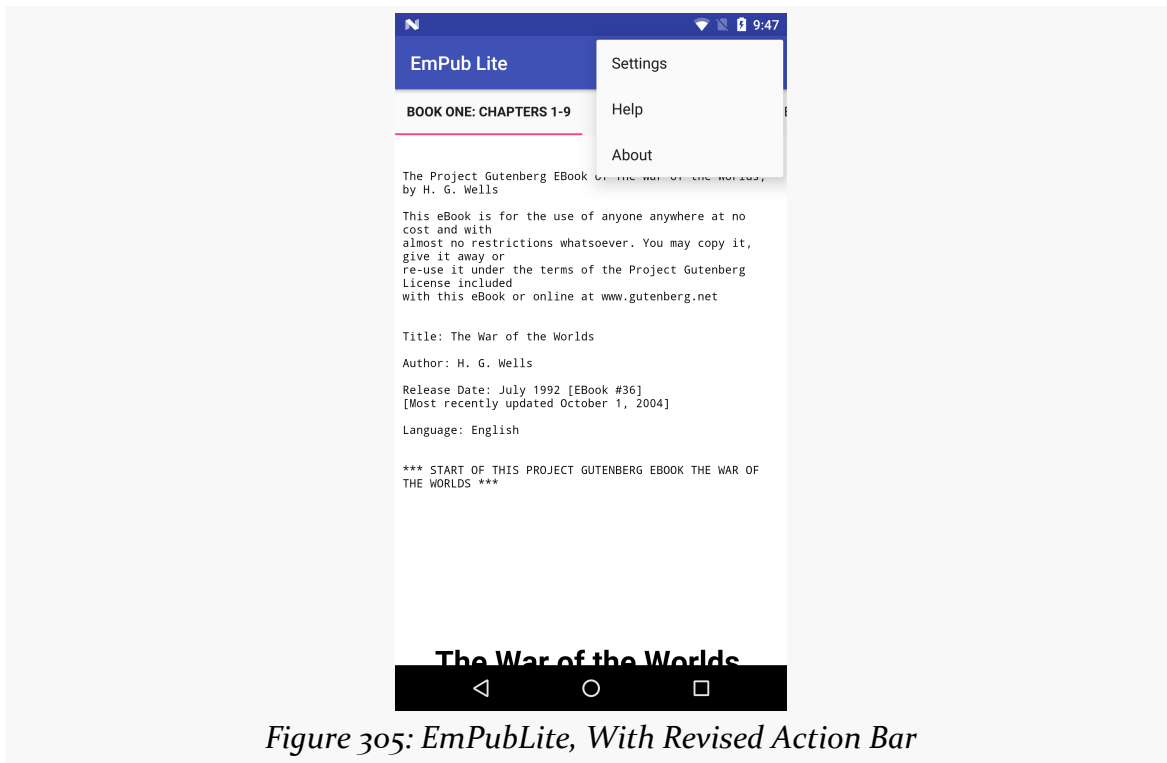 9:47
EmPub Lite
Settings
Help
About
BOOK ONE: CHAPTERS 1-9
The Project Gutenberg EBook of The War of the Worlds,
by H. G. Wells
This eBook is for the use of anyone anywhere at no
cost and with
almost no restrictions whatsoever. You may copy it,
give it away or
re-use it under the terms of the Project Gutenberg
License included
with this eBook or online at www.gutenberg.net
Title: The War of the Worlds
Author: H. G. Wells
Release Date: July 1992 [EBook #36]
[Most recently updated October 1, 2004]
Language: English
*** START OF THIS PROJECT GUTENBERG EBOOK THE WAR OF
THE WORLDS ***
The War of the Worlds
Figure 305: EmPubLite, With Revised Action Bar